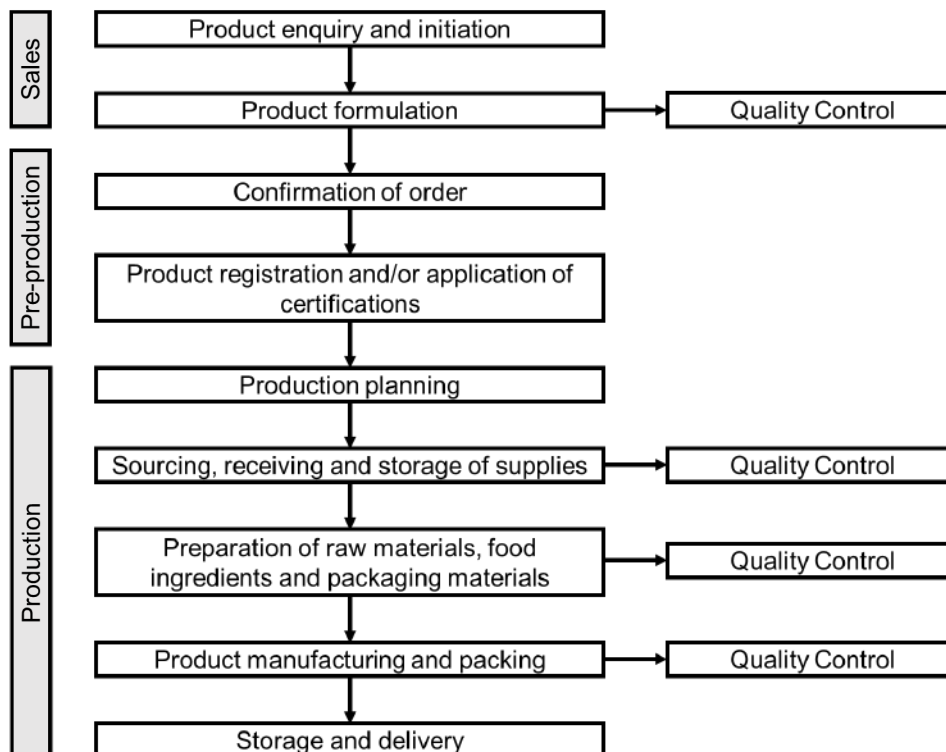 Sales
Product enquiry and initiation
Product formulation
Quality Control
Pre-production
Confirmation of order
Product registration and/or application of
certifications
Production
Production planning
Sourcing, receiving and storage of supplies
Quality Control
Preparation of raw materials, food
ingredients and packaging materials
Quality Control
Product manufacturing and packing
Quality Control
Storage and delivery